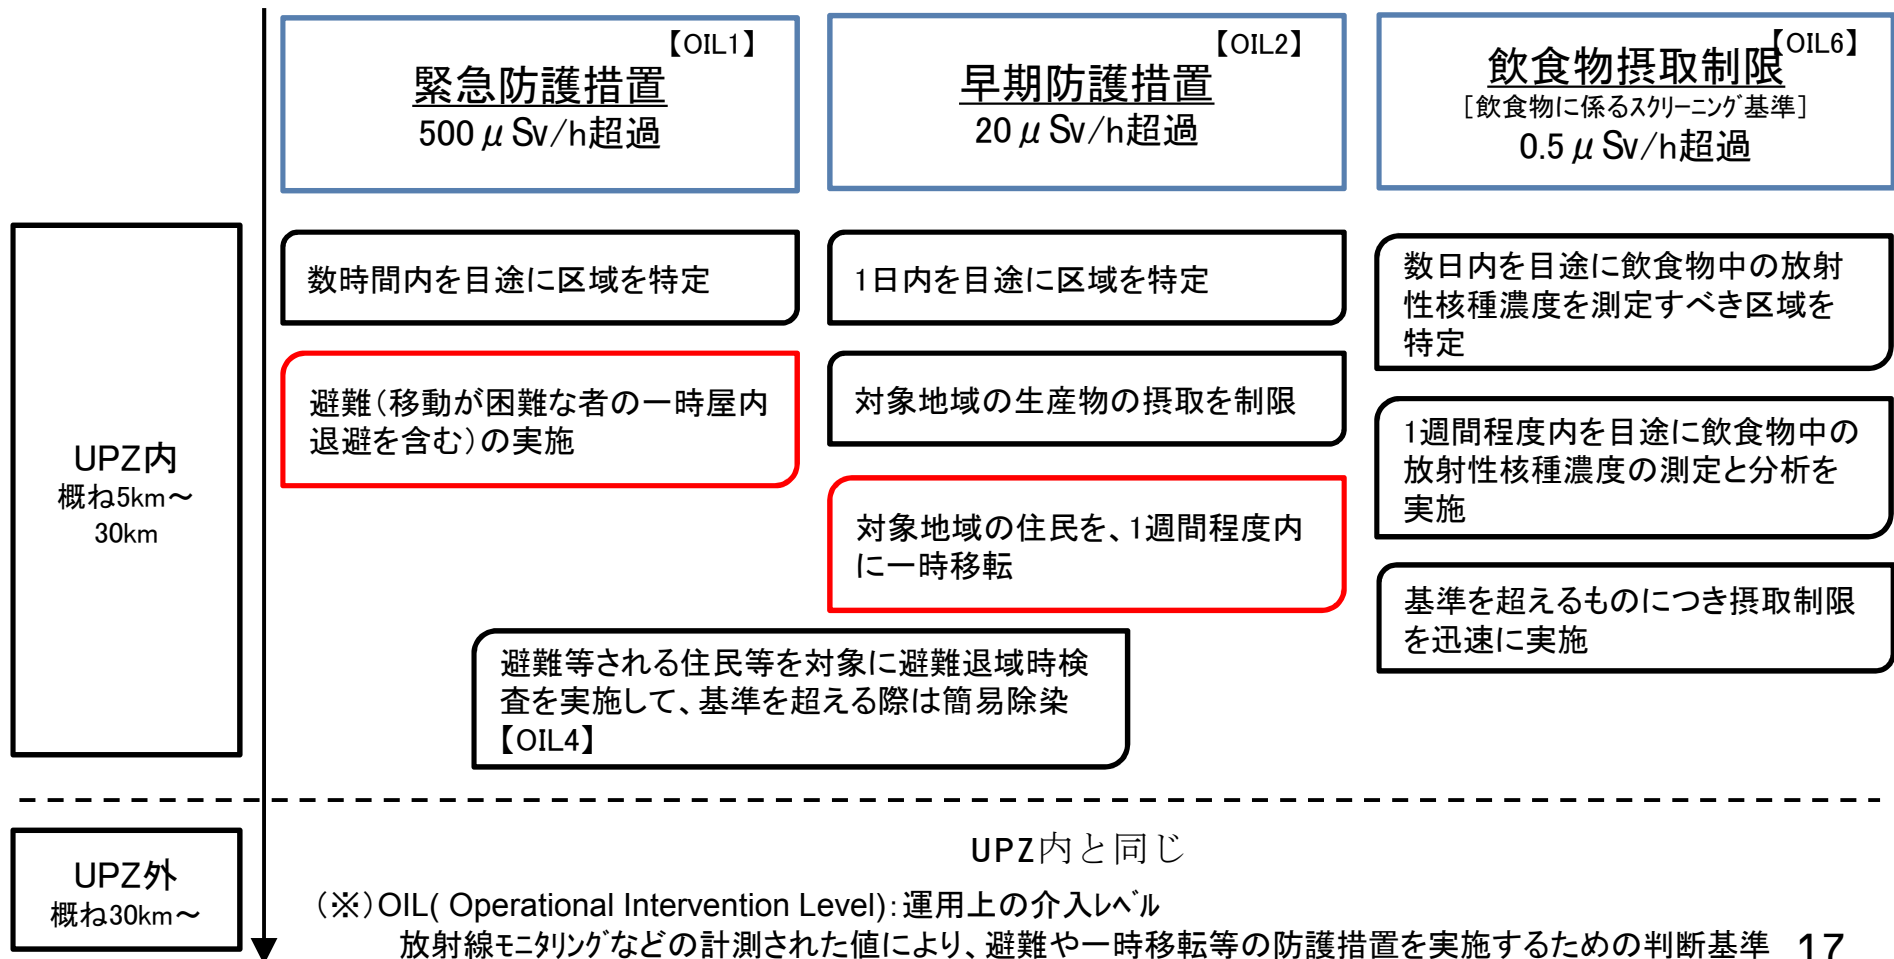 【OIL1】
緊急防護措置
500μSv/h超過
【OIL2】
早期防護措置
20μSv/h超過
【OIL6】
飲食物摂取制限
[飲食物に係るスクリーニング基準]
0.5μSv/h超過
UPZ内
概ね5km～
30km
数時間内を目途に区域を特定
避難(移動が困難な者の一時屋内
退避を含む)の実施
1日内を目途に区域を特定
対象地域の生産物の摂取を制限
対象地域の住民を、1週間程度内
に一時移転
数日内を目途に飲食物中の放射
性核種濃度を測定すべき区域を
特定
1週間程度内を目途に飲食物中の
放射性核種濃度の測定と分析を
実施
基準を超えるものにつき摂取制限
を迅速に実施
避難等される住民等を対象に避難退域時検
査を実施して、基準を超える際は簡易除染
【OIL4】
UPZ外
概ね30km～
UPZ内と同じ
(※)OIL( Operational Intervention Level):運用上の介入レベル
放射線モニタリングなどの計測された値により、避難や一時移転等の防護措置を実施するための判断基準
17